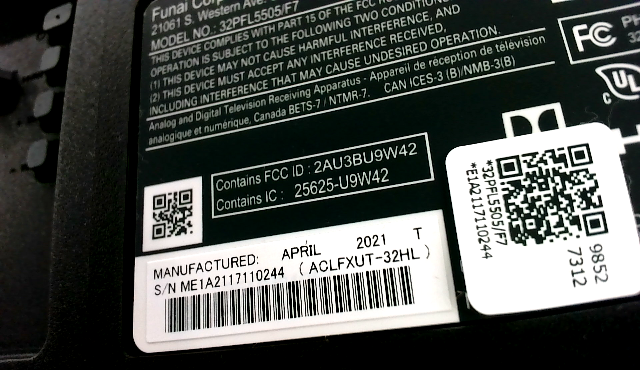 Funai Corp
21061 S. Western Ave.
MODEL NO.: 32PFL5505/F7
THIS DEVICE COMPLIES WITH PART 15 OF THE FCC
OPERATION IS SUBJECT TO THE FOLLOWING TWO CONDITIONS
(1) THIS DEVICE MAY NOT CAUSE HARMFUL INTERFERENCE, AND
(2) THIS DEVICE MUST ACCEPT ANY INTERFERENCE
INCLUDING INTERFERENCE THAT MAY CAUSE UNDESIRED OPERATION.
Analog and Digital Television Receiving Apparatus - Appareil de réception de télévision
analogique et numérique, Canada BETS-7 / NTMR-7. CAN ICES-3 (B)/NMB-3(B)
FC
UL
c
Contains FCC ID : 2AU3BU9W42
Contains IC : 25625-U9W42
MANUFACTURED: APRIL 2021 T
S/N ME1A2117110244 (ACLFXUT-32HL)
*32PFL5505/F7
*E1A2117110244
9852
7312